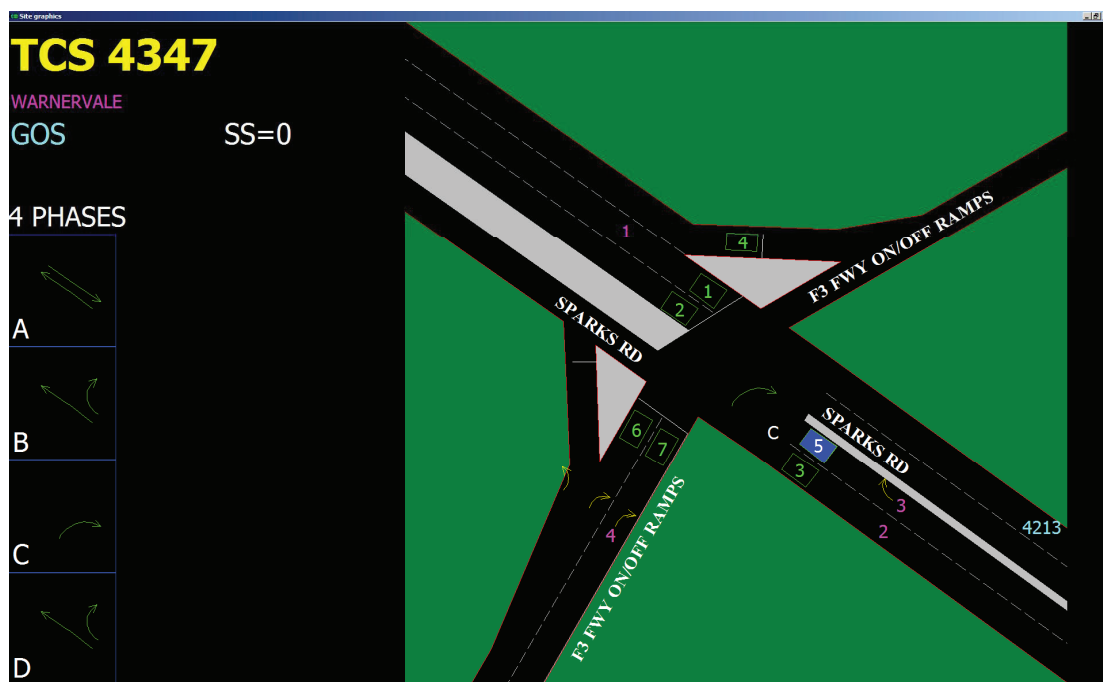 Site graphics
TCS 4347
WARNERVALE
GOS SS=0
4 PHASES
A
B
C
D
1
4
1
2
F3 FWY ON/OFF RAMPS
SPARKS RD
6
7
C
5
3
SPARKS RD
3
2
4213
4
F3 FWY ON/OFF RAMPS